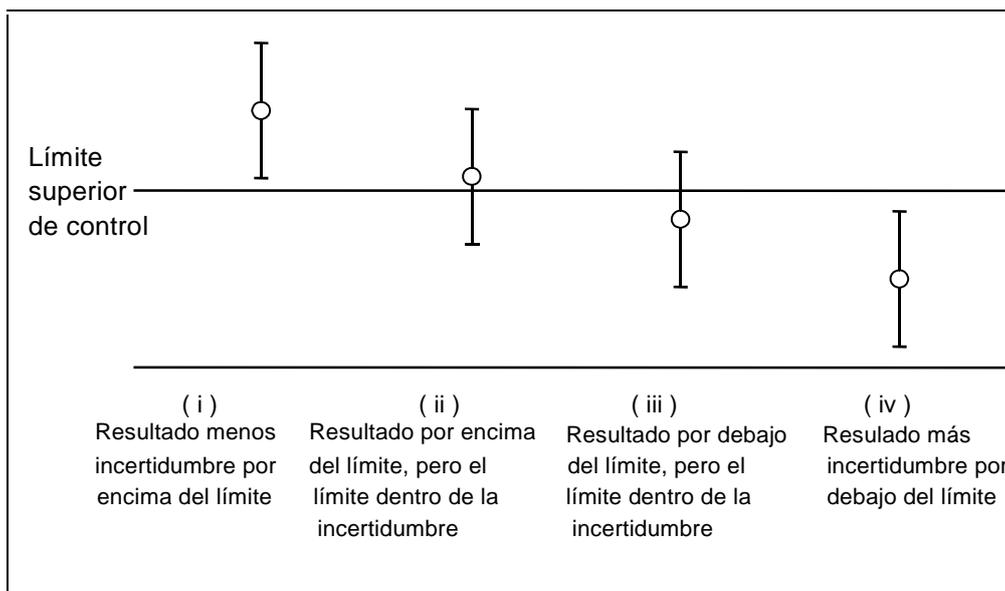 Límite
superior
de control
( i )
Resultado menos
incertidumbre por
encima del límite
( ii )
Resultado por encima
del límite, pero el
límite dentro de la
incertidumbre
( iii )
Resultado por debajo
del límite, pero el
límite dentro de la
incertidumbre
( iv )
Resulado más
incertidumbre por
debajo del límite